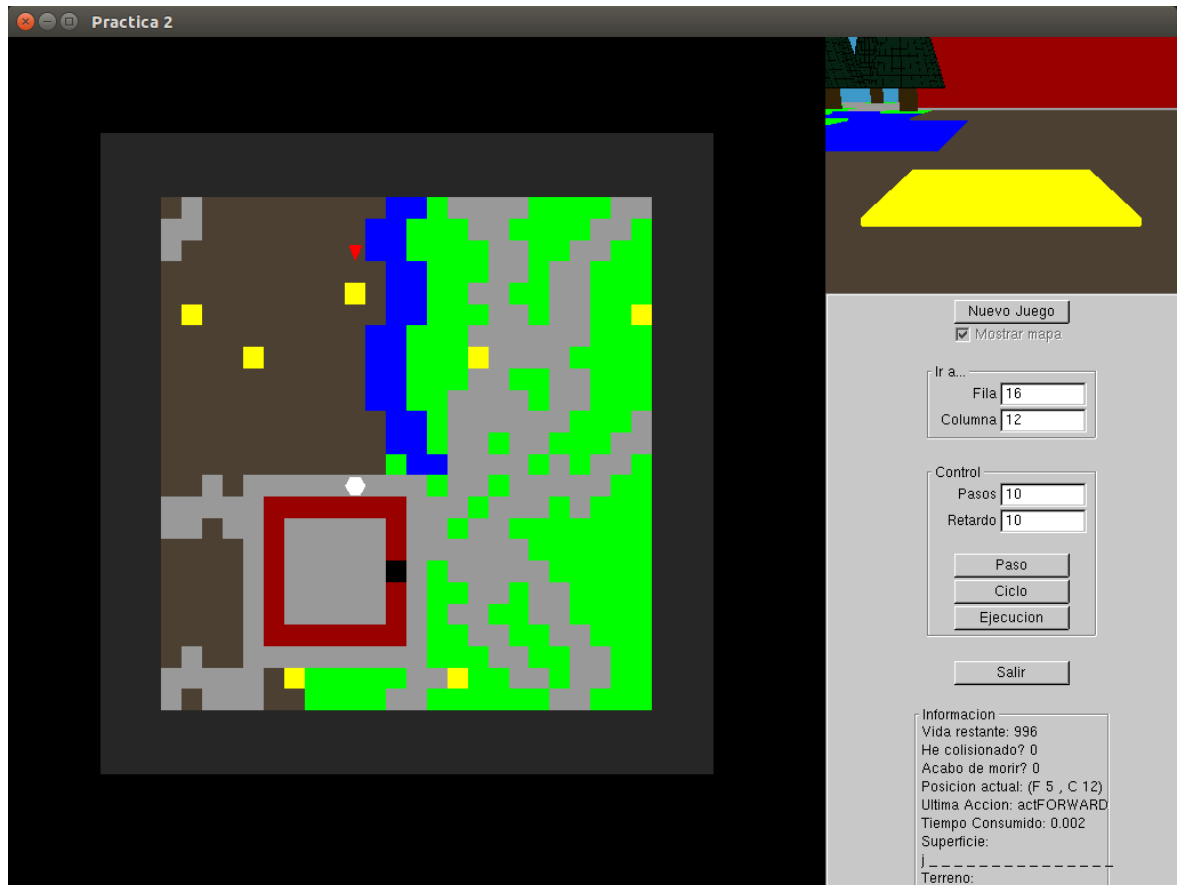 Practica 2
Nuevo Juego
Mostrar mapa
Ir a...
Fila 16
Columna 12
Control
Pasos 10
Retardo 10
Paso
Ciclo
Ejecucion
Salir
Informacion
Vida restante: 996
He colisionado? 0
Acabo de morir? 0
Posicion actual: (F 5 , C 12)
Ultima Accion: actFORWARD
Tiempo Consumido: 0.002
Superficie:
j _ _ _ _ _ _ _ _ _ _ _ _ _ _ _
Terreno: